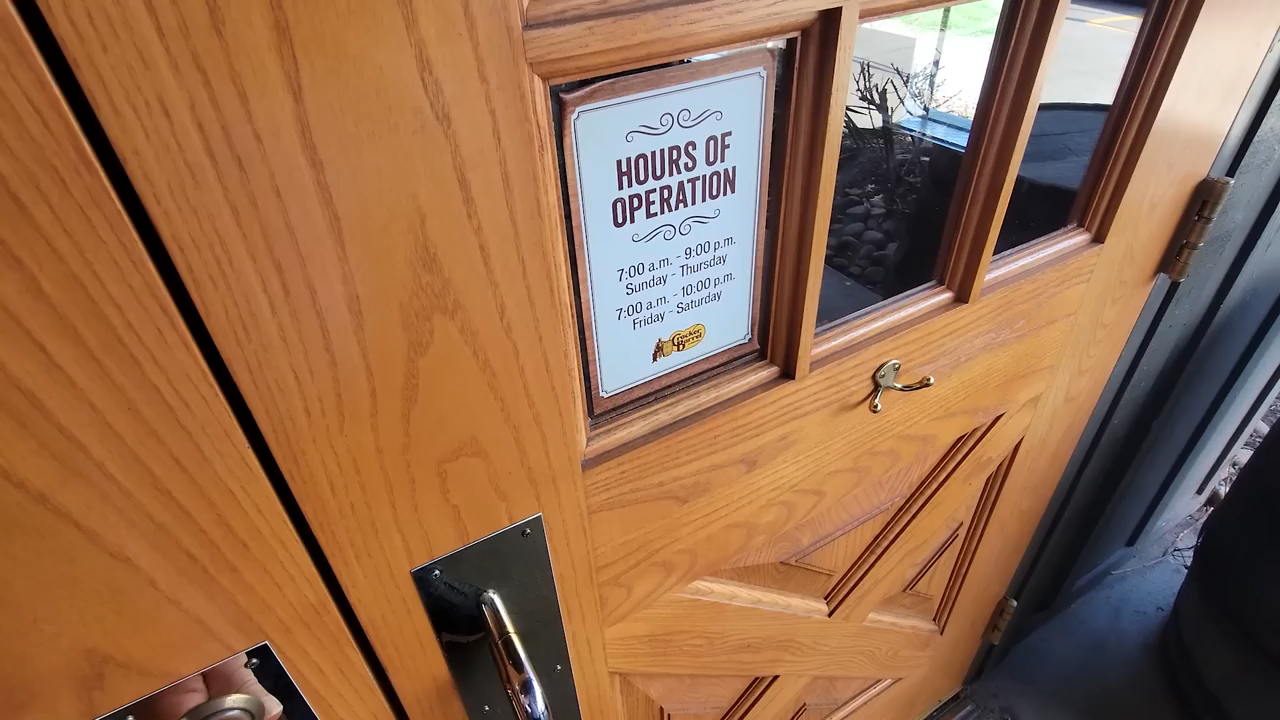 HOURS OF
OPERATION
7:00 a.m. - 9:00 p.m.
Sunday - Thursday
7:00 a.m. - 10:00 p.m.
Friday - Saturday
Cracker
Barrel